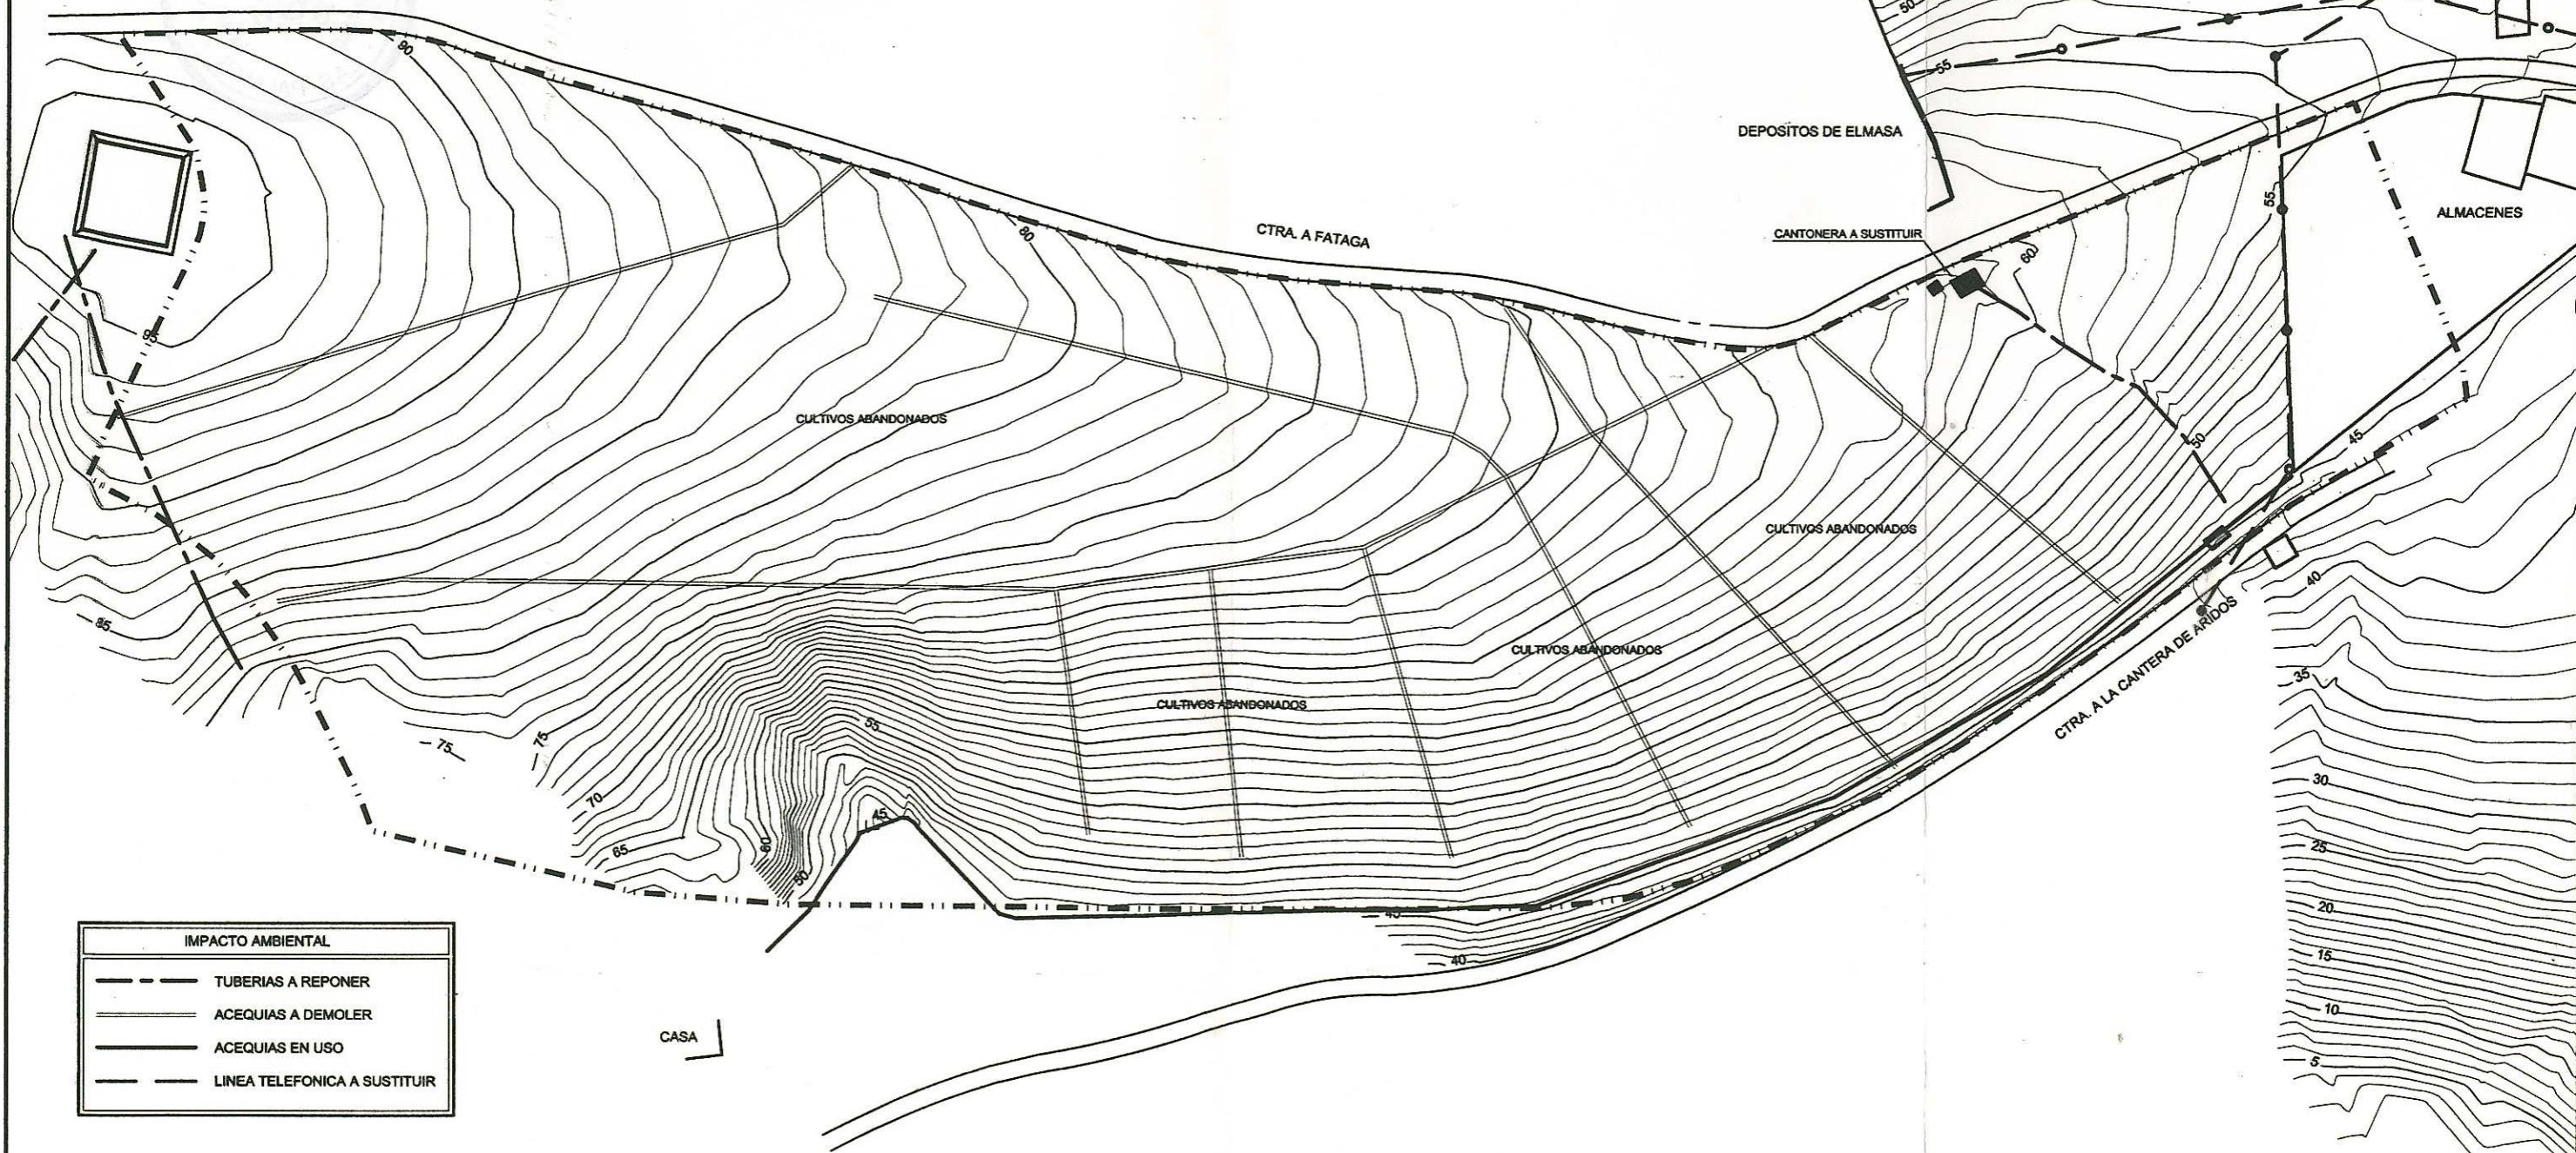 50
55
90
DEPOSITOS DE ELMASA
55
ALMACENES
CTRA. A FATAGA
80
CANTONERA A SUSTITUIR
60
95
CULTIVOS ABANDONADOS
45
50
CULTIVOS ABANDONADOS
40
85
CULTIVOS ABANDONADOS
CTRA. A LA CANTERA DE ARIDOS
35
CULTIVOS ABANDONADOS
55
75
75
30
70
45
60
65
25
50
20
45
40
15
10
5
CASA
IMPACTO AMBIENTAL
TUBERIAS A REPONER
ACEQUIAS A DEMOLER
ACEQUIAS EN USO
LINEA TELEFONICA A SUSTITUIR